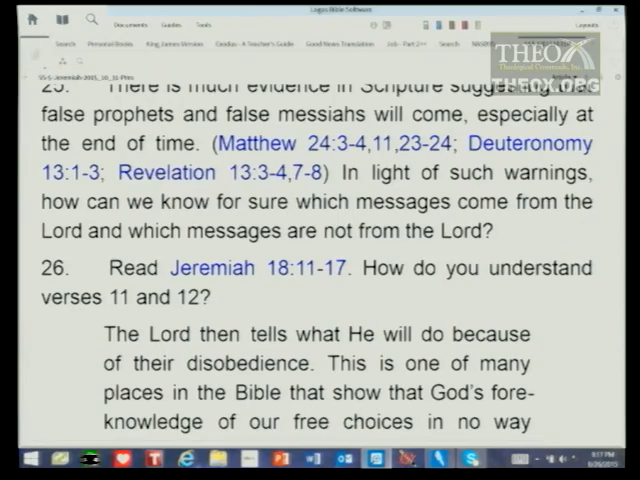 Logos Bible Software
Documents Guides Tools
Layouts
Search Personal Books King James Version Exodus - A Teacher's Guide Good News Translation Job - Part 2++ Search
THEOX
THEOX.ORG
25. There is much evidence in Scripture suggesting that
false prophets and false messiahs will come, especially at
the end of time. (Matthew 24:3-4,11,23-24; Deuteronomy
13:1-3; Revelation 13:3-4,7-8) In light of such warnings,
how can we know for sure which messages come from the
Lord and which messages are not from the Lord?
26. Read Jeremiah 18:11-17. How do you understand
verses 11 and 12?
The Lord then tells what He will do because
of their disobedience. This is one of many
places in the Bible that show that God's fore-
knowledge of our free choices in no way
9:17 PM